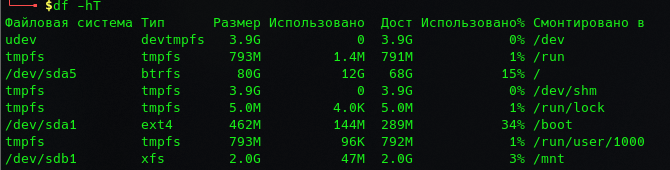 $df -hT
Файловая система Тип Размер Использовано Дост Использовано% Смонтировано в
udev devtmpfs 3.9G 0 3.9G 0% /dev
tmpfs tmpfs 793M 1.4M 791M 1% /run
/dev/sda5 btrfs 80G 12G 68G 15% /
tmpfs tmpfs 3.9G 0 3.9G 0% /dev/shm
tmpfs tmpfs 5.0M 4.0K 5.0M 1% /run/lock
/dev/sda1 ext4 462M 144M 289M 34% /boot
tmpfs tmpfs 793M 96K 792M 1% /run/user/1000
/dev/sdb1 xfs 2.0G 47M 2.0G 3% /mnt